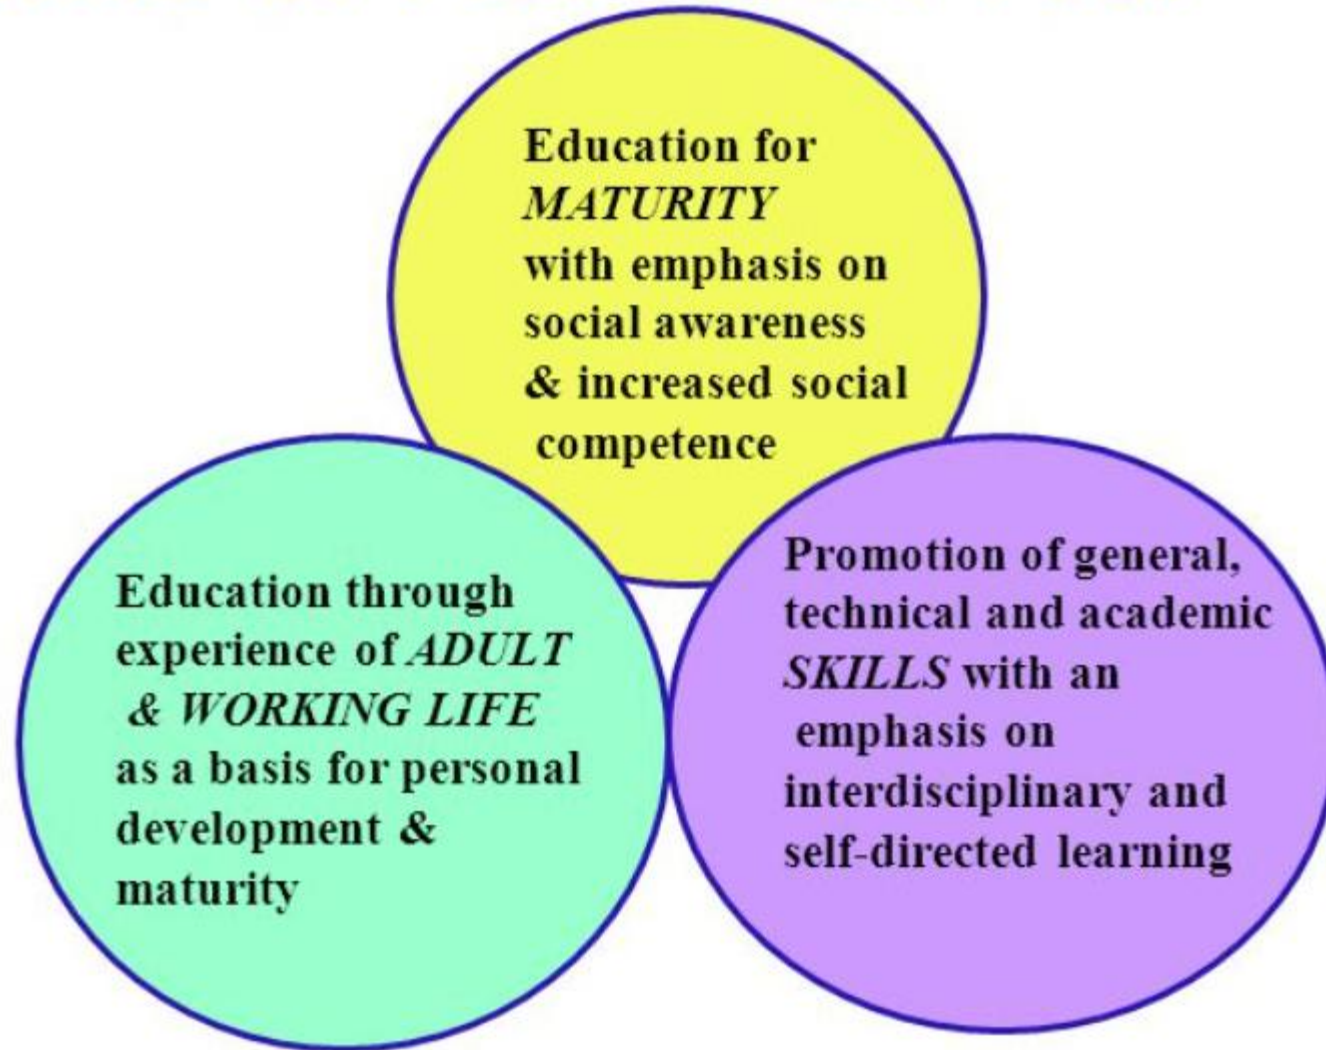 Education for
MATURITY
with emphasis on
social awareness
& increased social
competence
Education through
experience of ADULT
& WORKING LIFE
as a basis for personal
development &
maturity
Promotion of general,
technical and academic
SKILLS with an
emphasis on
interdisciplinary and
self-directed learning